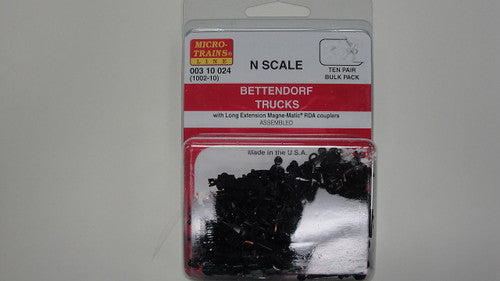 MICRO-
TRAINS®
LINE
003 10 024
(1002-10)
N SCALE
TEN PAIR
BULK PACK
BETTENDORF
TRUCKS
with Long Extension Magne-Matic® RDA couplers
ASSEMBLED
Made in the U.S.A.